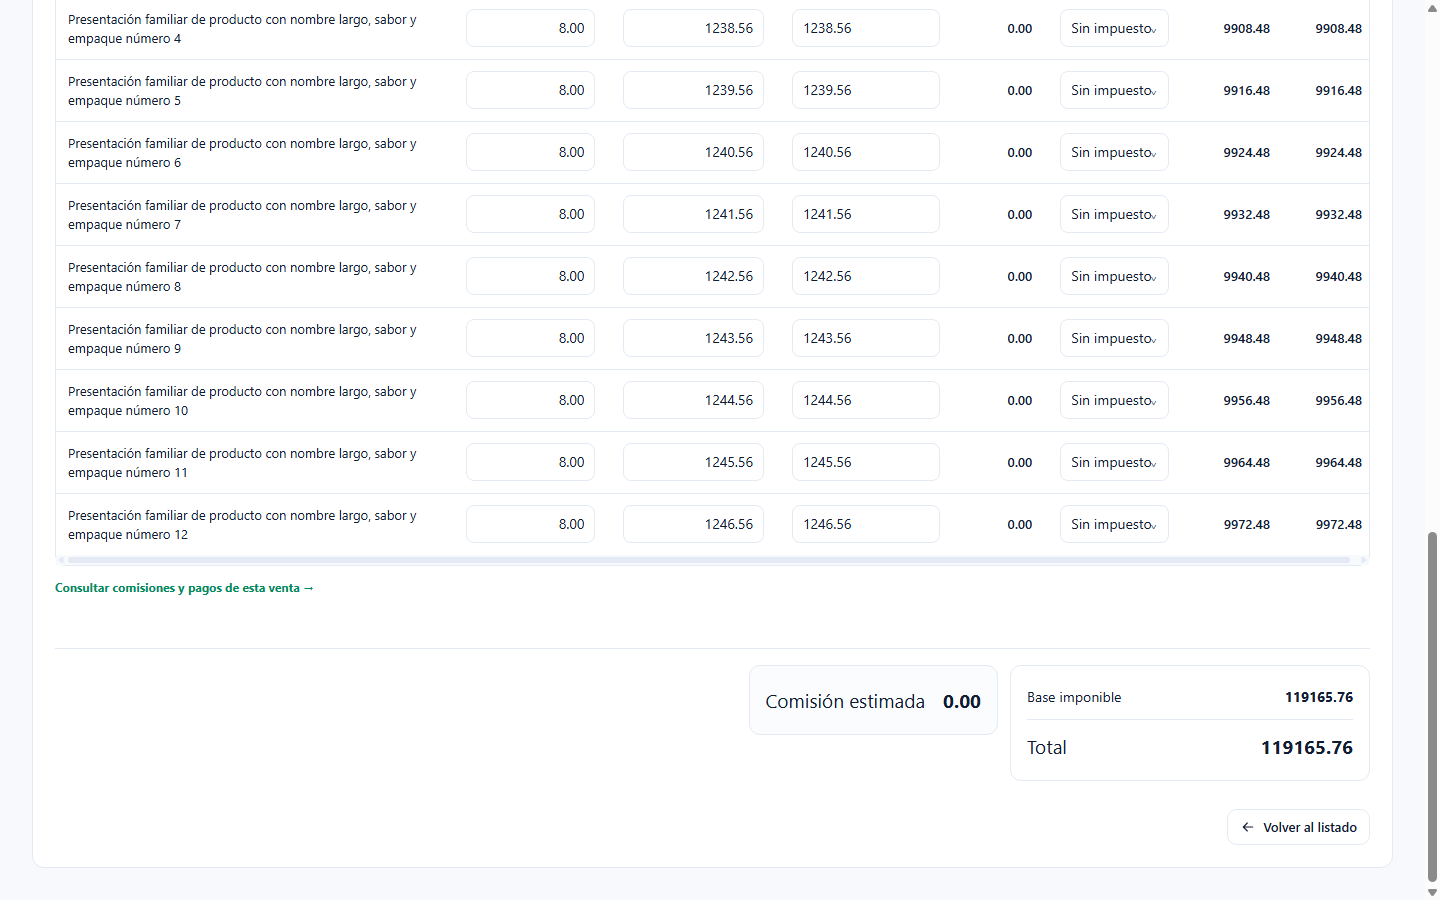 Presentación familiar de producto con nombre largo, sabor y
empaque número 4
8.00 1238.56 1238.56 0.00 Sin impuesto 9908.48 9908.48
Presentación familiar de producto con nombre largo, sabor y
empaque número 5
8.00 1239.56 1239.56 0.00 Sin impuesto 9916.48 9916.48
Presentación familiar de producto con nombre largo, sabor y
empaque número 6
8.00 1240.56 1240.56 0.00 Sin impuesto 9924.48 9924.48
Presentación familiar de producto con nombre largo, sabor y
empaque número 7
8.00 1241.56 1241.56 0.00 Sin impuesto 9932.48 9932.48
Presentación familiar de producto con nombre largo, sabor y
empaque número 8
8.00 1242.56 1242.56 0.00 Sin impuesto 9940.48 9940.48
Presentación familiar de producto con nombre largo, sabor y
empaque número 9
8.00 1243.56 1243.56 0.00 Sin impuesto 9948.48 9948.48
Presentación familiar de producto con nombre largo, sabor y
empaque número 10
8.00 1244.56 1244.56 0.00 Sin impuesto 9956.48 9956.48
Presentación familiar de producto con nombre largo, sabor y
empaque número 11
8.00 1245.56 1245.56 0.00 Sin impuesto 9964.48 9964.48
Presentación familiar de producto con nombre largo, sabor y
empaque número 12
8.00 1246.56 1246.56 0.00 Sin impuesto 9972.48 9972.48
Consultar comisiones y pagos de esta venta →
Comisión estimada 0.00
Base imponible 119165.76
Total 119165.76
← Volver al listado